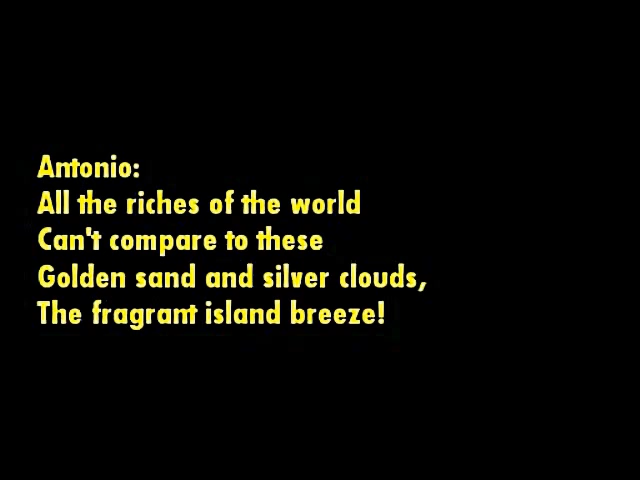 Antonio:
All the riches of the world
Can't compare to these
Golden sand and silver clouds,
The fragrant island breeze!